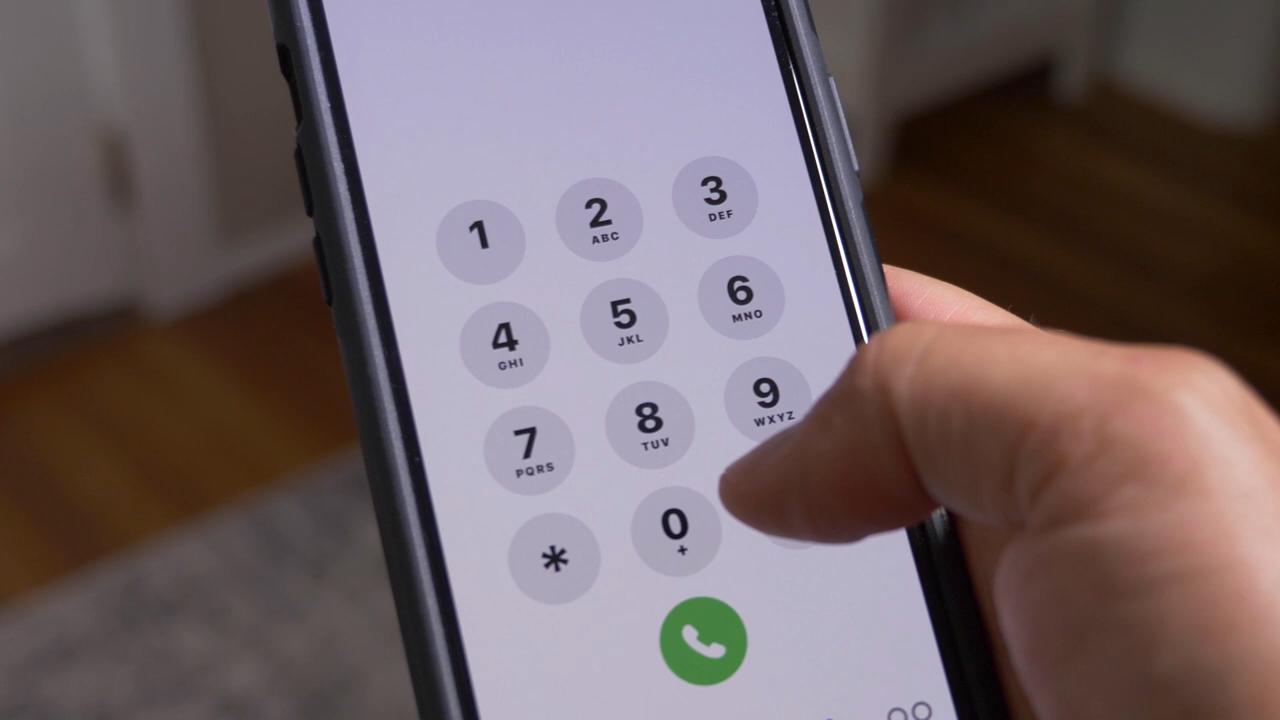 1 2 3
ABC DEF
4 5 6
GHI JKL MNO
7 8 9
PQRS TUV WXYZ
* 0
+